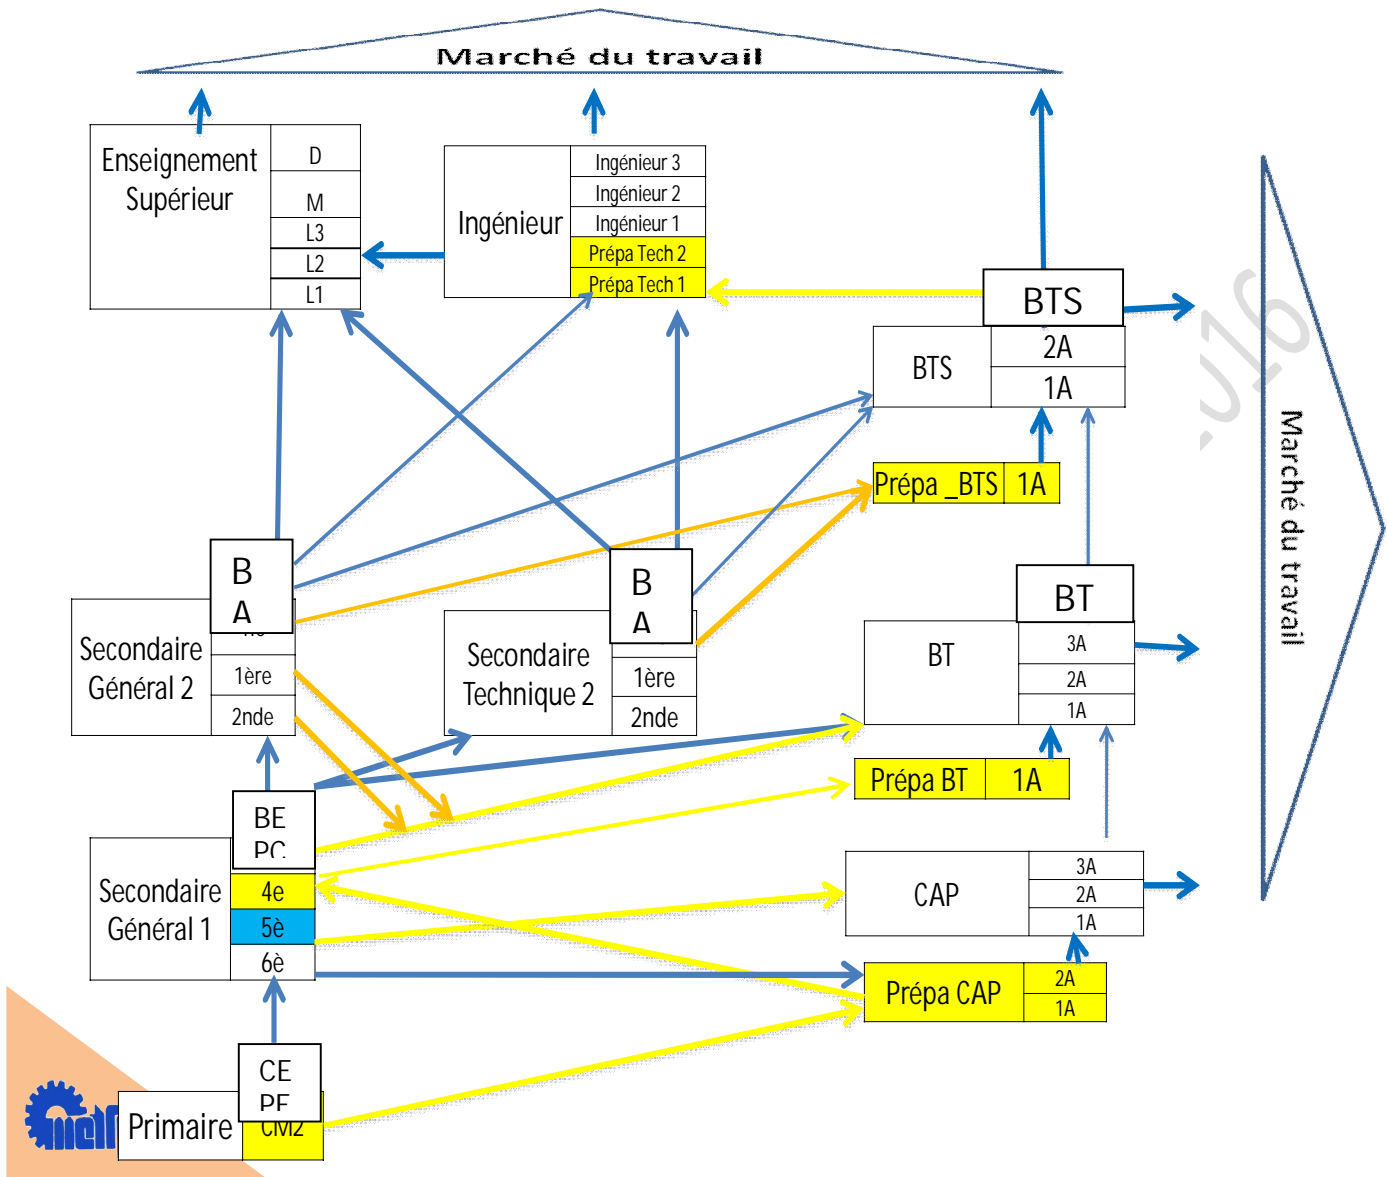 Marché du travail
Enseignement
Supérieur
D
M
L3
L2
L1
Ingénieur
Ingénieur 3
Ingénieur 2
Ingénieur 1
Prépa Tech 2
Prépa Tech 1
BTS
BTS
2A
1A
Prépa _BTS
1A
Marché du travail
B
A
Secondaire
Général 2
1ère
2nde
B
A
Secondaire
Technique 2
1ère
2nde
BT
BT
3A
2A
1A
Prépa BT
1A
BE
PC
Secondaire
Général 1
4e
5è
6è
CAP
3A
2A
1A
Prépa CAP
2A
1A
CE
PE
Primaire
CM2